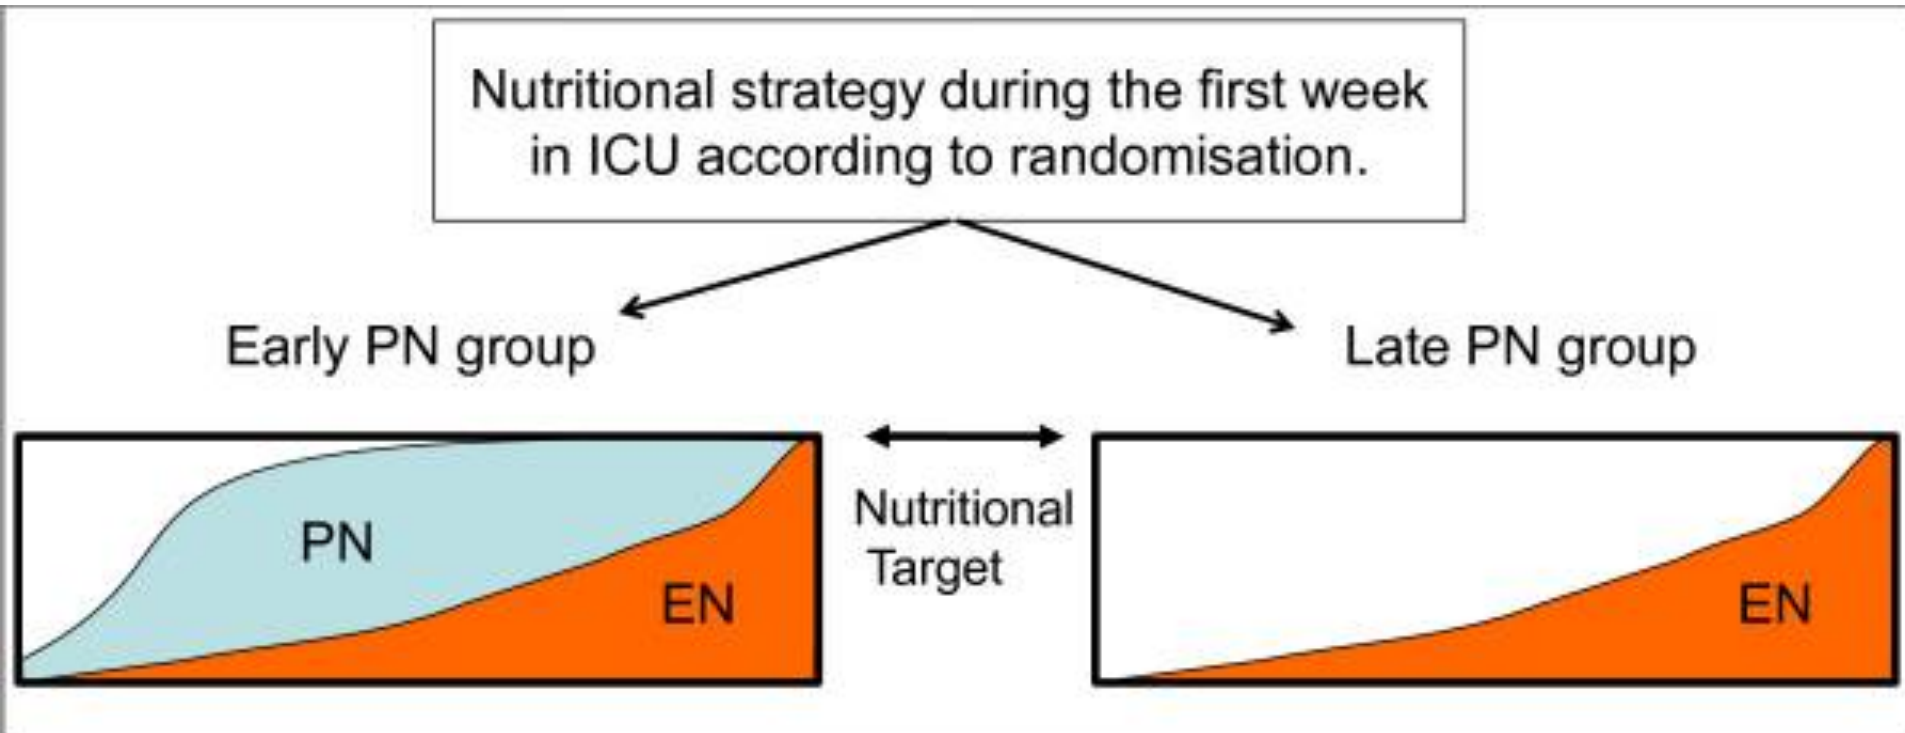 Nutritional strategy during the first week
in ICU according to randomisation.
Early PN group
Late PN group
PN
EN
Nutritional
Target
EN